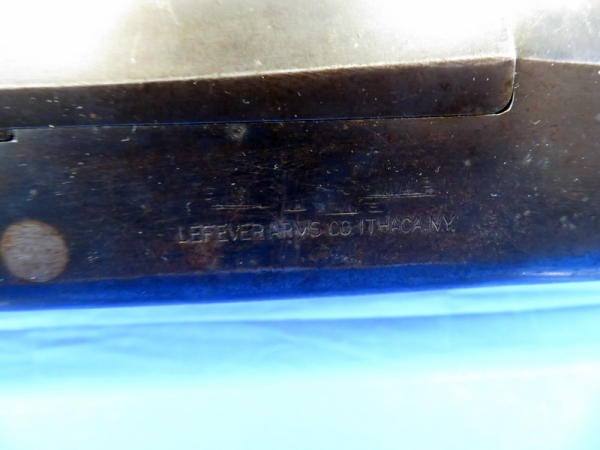 LEFEVER ARMS CO. ITHACA. N.Y.